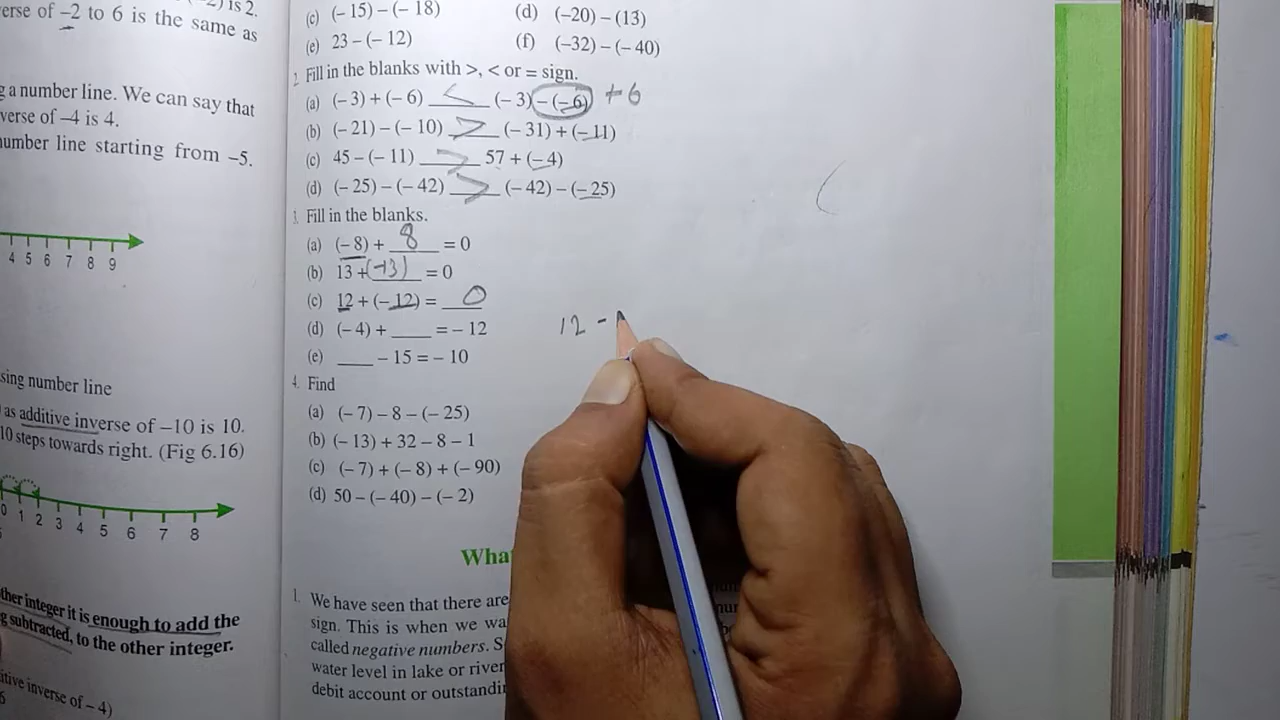 -2) is 2.
erse of –2 to 6 is the same as
g a number line. We can say that
verse of –4 is 4.
number line starting from –5.
4 5 6 7 8 9
sing number line
as additive inverse of –10 is 10.
10 steps towards right. (Fig 6.16)
0 1 2 3 4 5 6 7 8
ther integer it is enough to add the
g subtracted, to the other integer.
itive inverse of – 4)
(c) (– 15) – (– 18) (d) (–20) – (13)
(e) 23 – (– 12) (f) (–32) – (– 40)
2. Fill in the blanks with >, < or = sign.
(a) (– 3) + (– 6) < (– 3) – (– 6) + 6
(b) (– 21) – (– 10) > (– 31) + (– 11)
(c) 45 – (– 11) > 57 + (– 4)
(d) (– 25) – (– 42) > (– 42) – (– 25)
3. Fill in the blanks.
(a) (– 8) + 8 = 0
(b) 13 + (-13) = 0
(c) 12 + (– 12) = 0
(d) (– 4) + ____ = – 12
12 -
(e) ____ – 15 = – 10
4. Find
(a) (– 7) – 8 – (– 25)
(b) (– 13) + 32 – 8 – 1
(c) (– 7) + (– 8) + (– 90)
(d) 50 – (– 40) – (– 2)
What
1. We have seen that there are
sign. This is when we wa
called negative numbers. S
water level in lake or river
debit account or outstandi